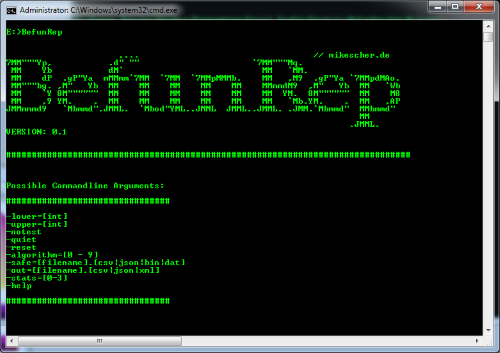 Administrator: C:\Windows\system32\cmd.exe
E:\>BefunRep
// mikescher.de
BefunRep
VERSION: 0.1
################################################################################
Possible Commandline Arguments:
################################
-lower=[int]
-upper=[int]
-notest
-quiet
-reset
-algorithm=[0 - 9]
-safe=[filename].[csv|json|bin|dat]
-out=[filename].[csv|json|xml]
-stats=[0-3]
-help
################################